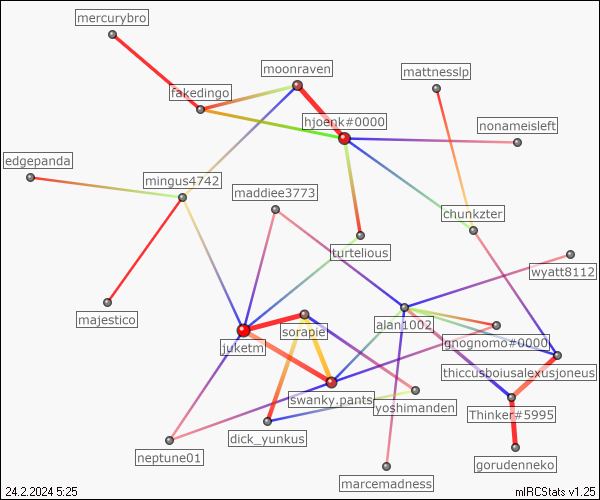 mercurybro
moonraven
mattnesslp
fakedingo
hjoenk#0000
nonameisleft
edgepanda
mingus4742
maddiee3773
chunkzter
turtelious
wyatt8112
majestico
sorapie
alan1002
juketm
gnognomo#0000
thiccusboiusalexusjoneus
swanky.pants
yoshimanden
Thinker#5995
dick_yunkus
neptune01
gorudenneko
marcemadness
24.2.2024 5:25
mIRCStats v1.25